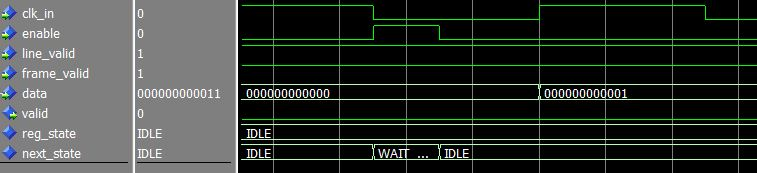 clk_in 0
enable 0
line_valid 1
frame_valid 1
data 000000000011 000000000000 000000000001
valid 0
reg_state IDLE IDLE
next_state IDLE IDLE WAIT_... IDLE